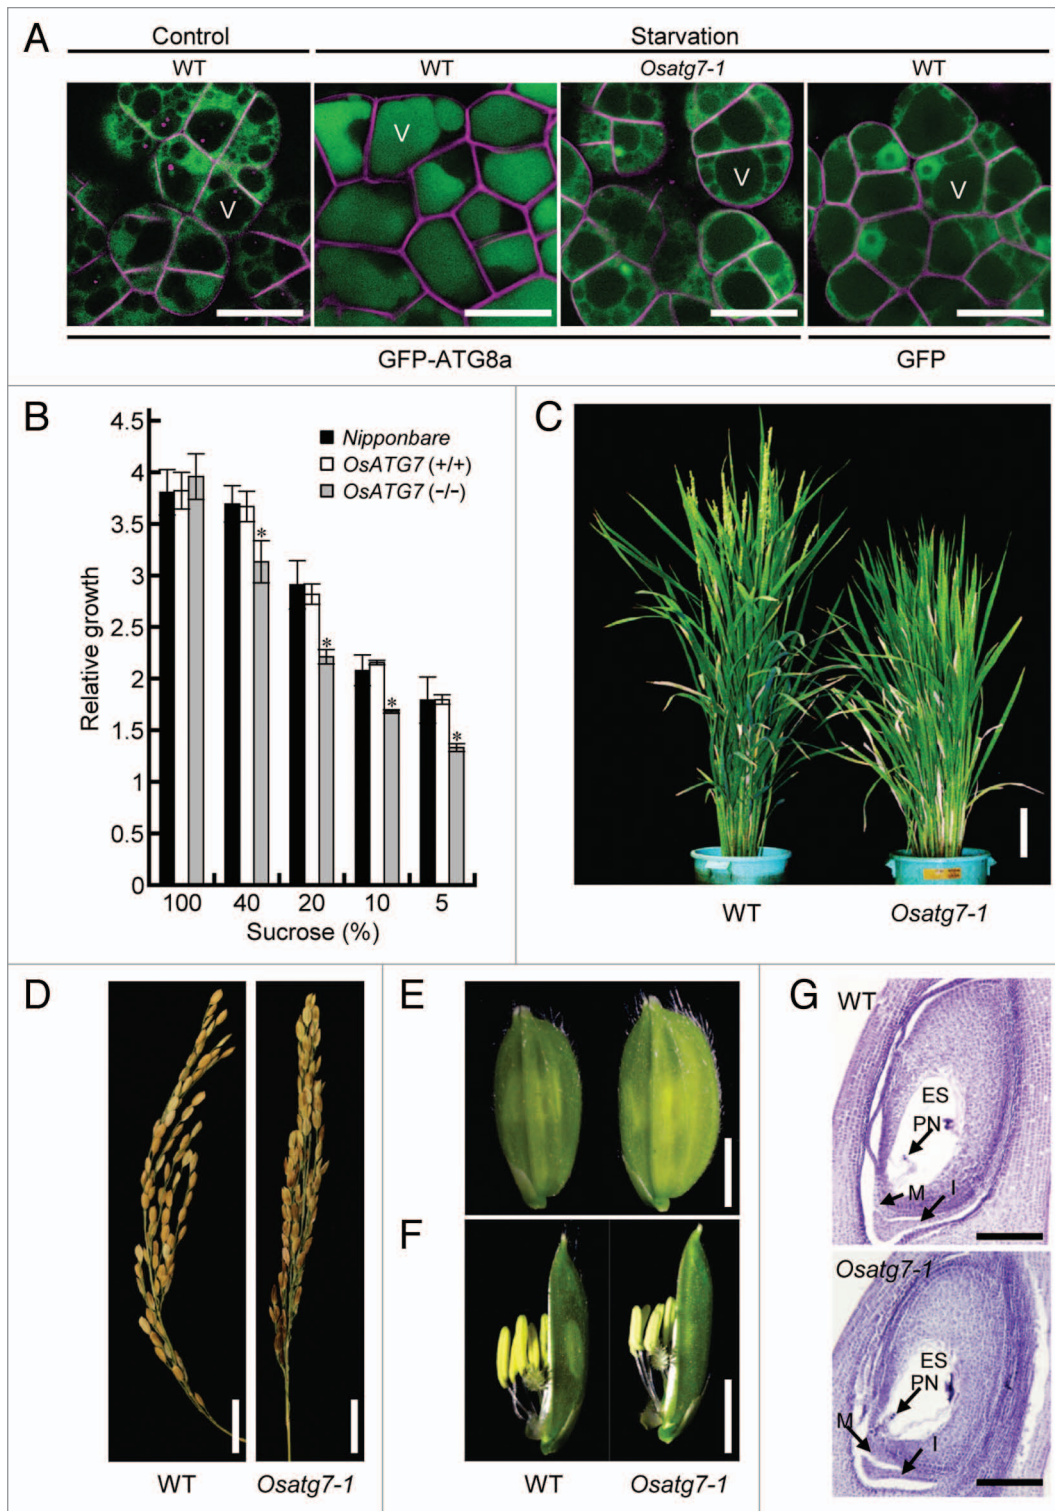 A
Control
Starvation
WT
WT
Osatg7-1
WT
V
V
V
V
GFP-ATG8a
GFP
B
4.5
4
3.5
3
2.5
2
1.5
1
0.5
0
Relative growth
Nipponbare
OsATG7 (+/+)
OsATG7 (−/−)
*
*
*
*
100
40
20
10
5
Sucrose (%)
C
WT
Osatg7-1
D
WT
Osatg7-1
E
F
WT
Osatg7-1
G
WT
ES
PN
M
I
Osatg7-1
ES
PN
M
I